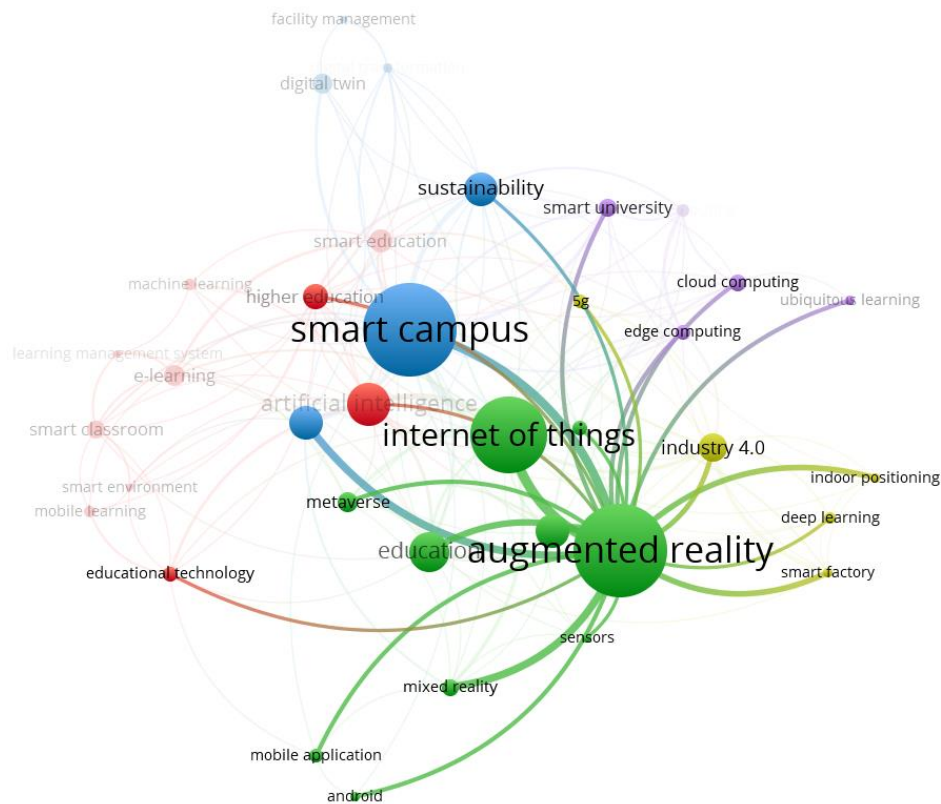 facility management
digital twin
sustainability
smart university
smart education
machine learning
higher education
cloud computing
ubiquitous learning
5g
smart campus
edge computing
learning management system
e-learning
artificial intelligence
smart classroom
internet of things
industry 4.0
indoor positioning
smart environment
metaverse
mobile learning
deep learning
education
augmented reality
educational technology
smart factory
sensors
mixed reality
mobile application
android